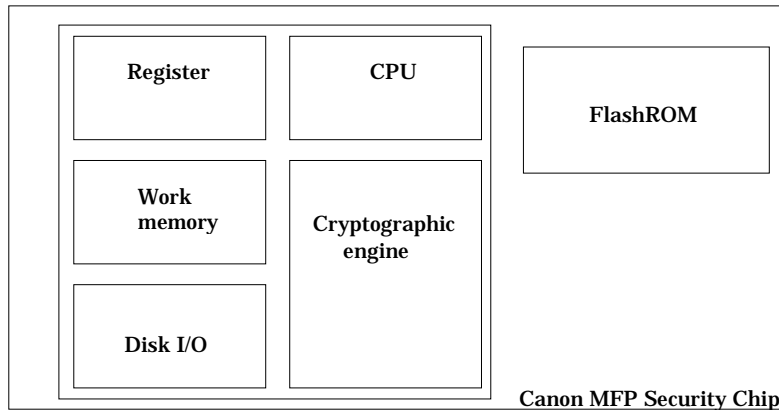 Register
CPU
FlashROM
Work
memory
Cryptographic
engine
Disk I/O
Canon MFP Security Chip